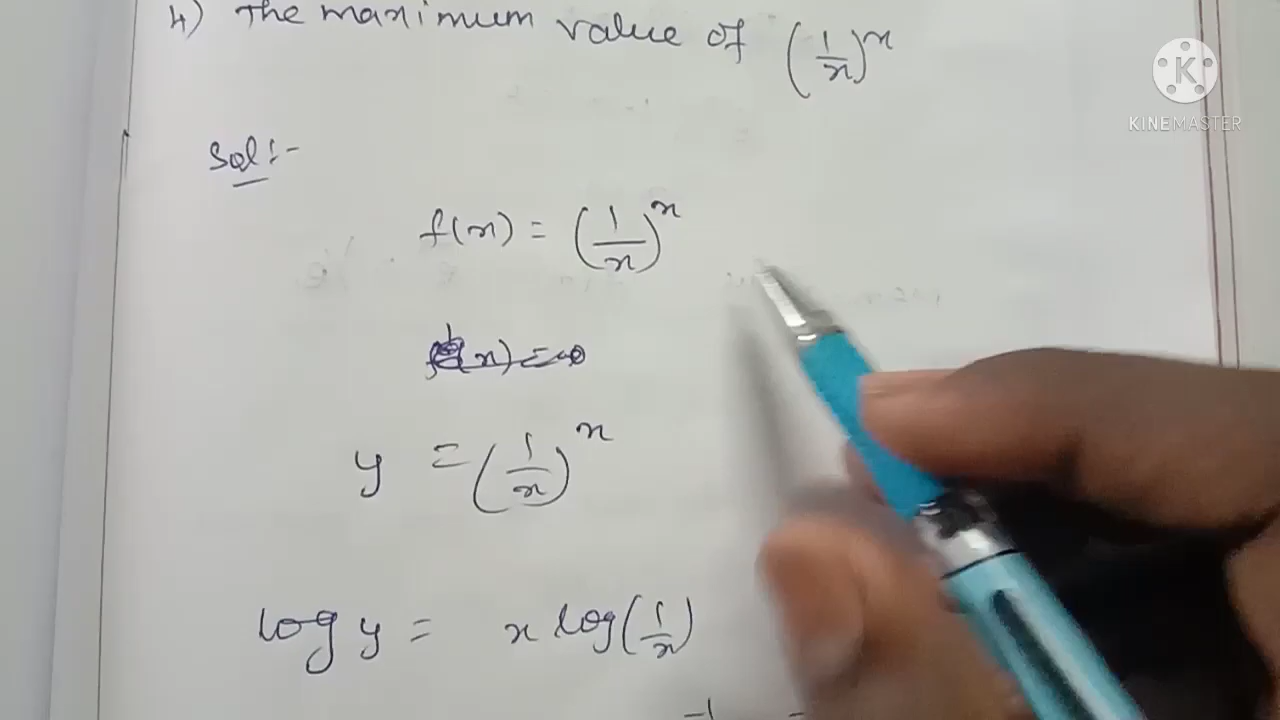 4) The maximum value of (1/x)^x
KINEMASTER
Sol:-
f(x) = (1/x)^x
y = (1/x)^x
log y = x log(1/x)